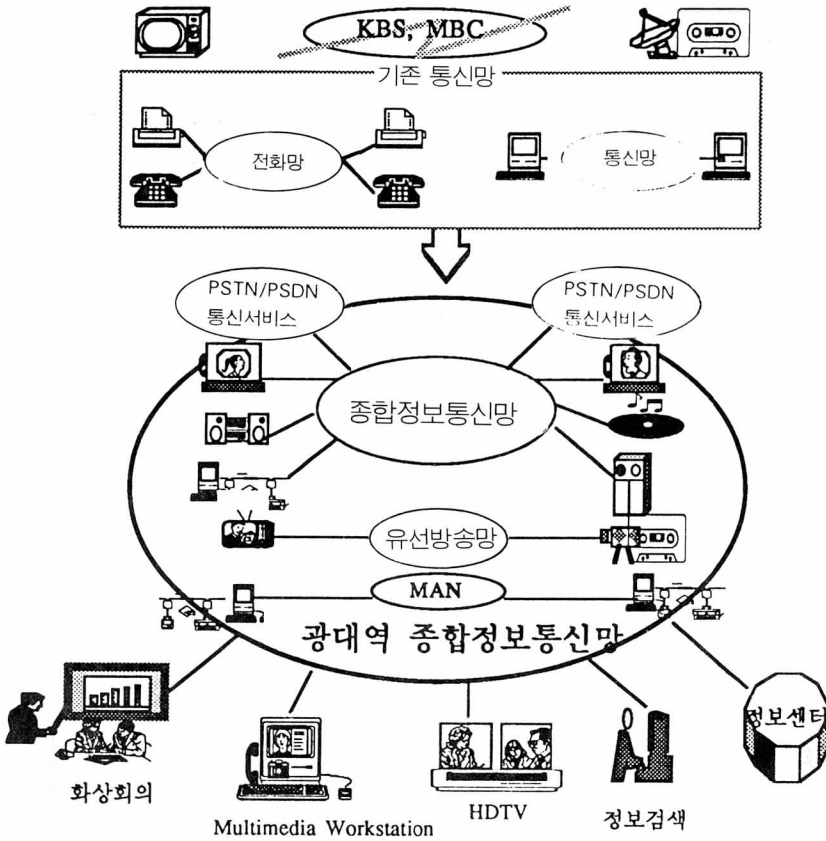 KBS, MBC
기존 통신망
전화망
통신망
PSTN/PSDN
통신서비스
PSTN/PSDN
통신서비스
종합정보통신망
유선방송망
MAN
광대역 종합정보통신망
정보센터
화상회의
Multimedia Workstation
HDTV
정보검색